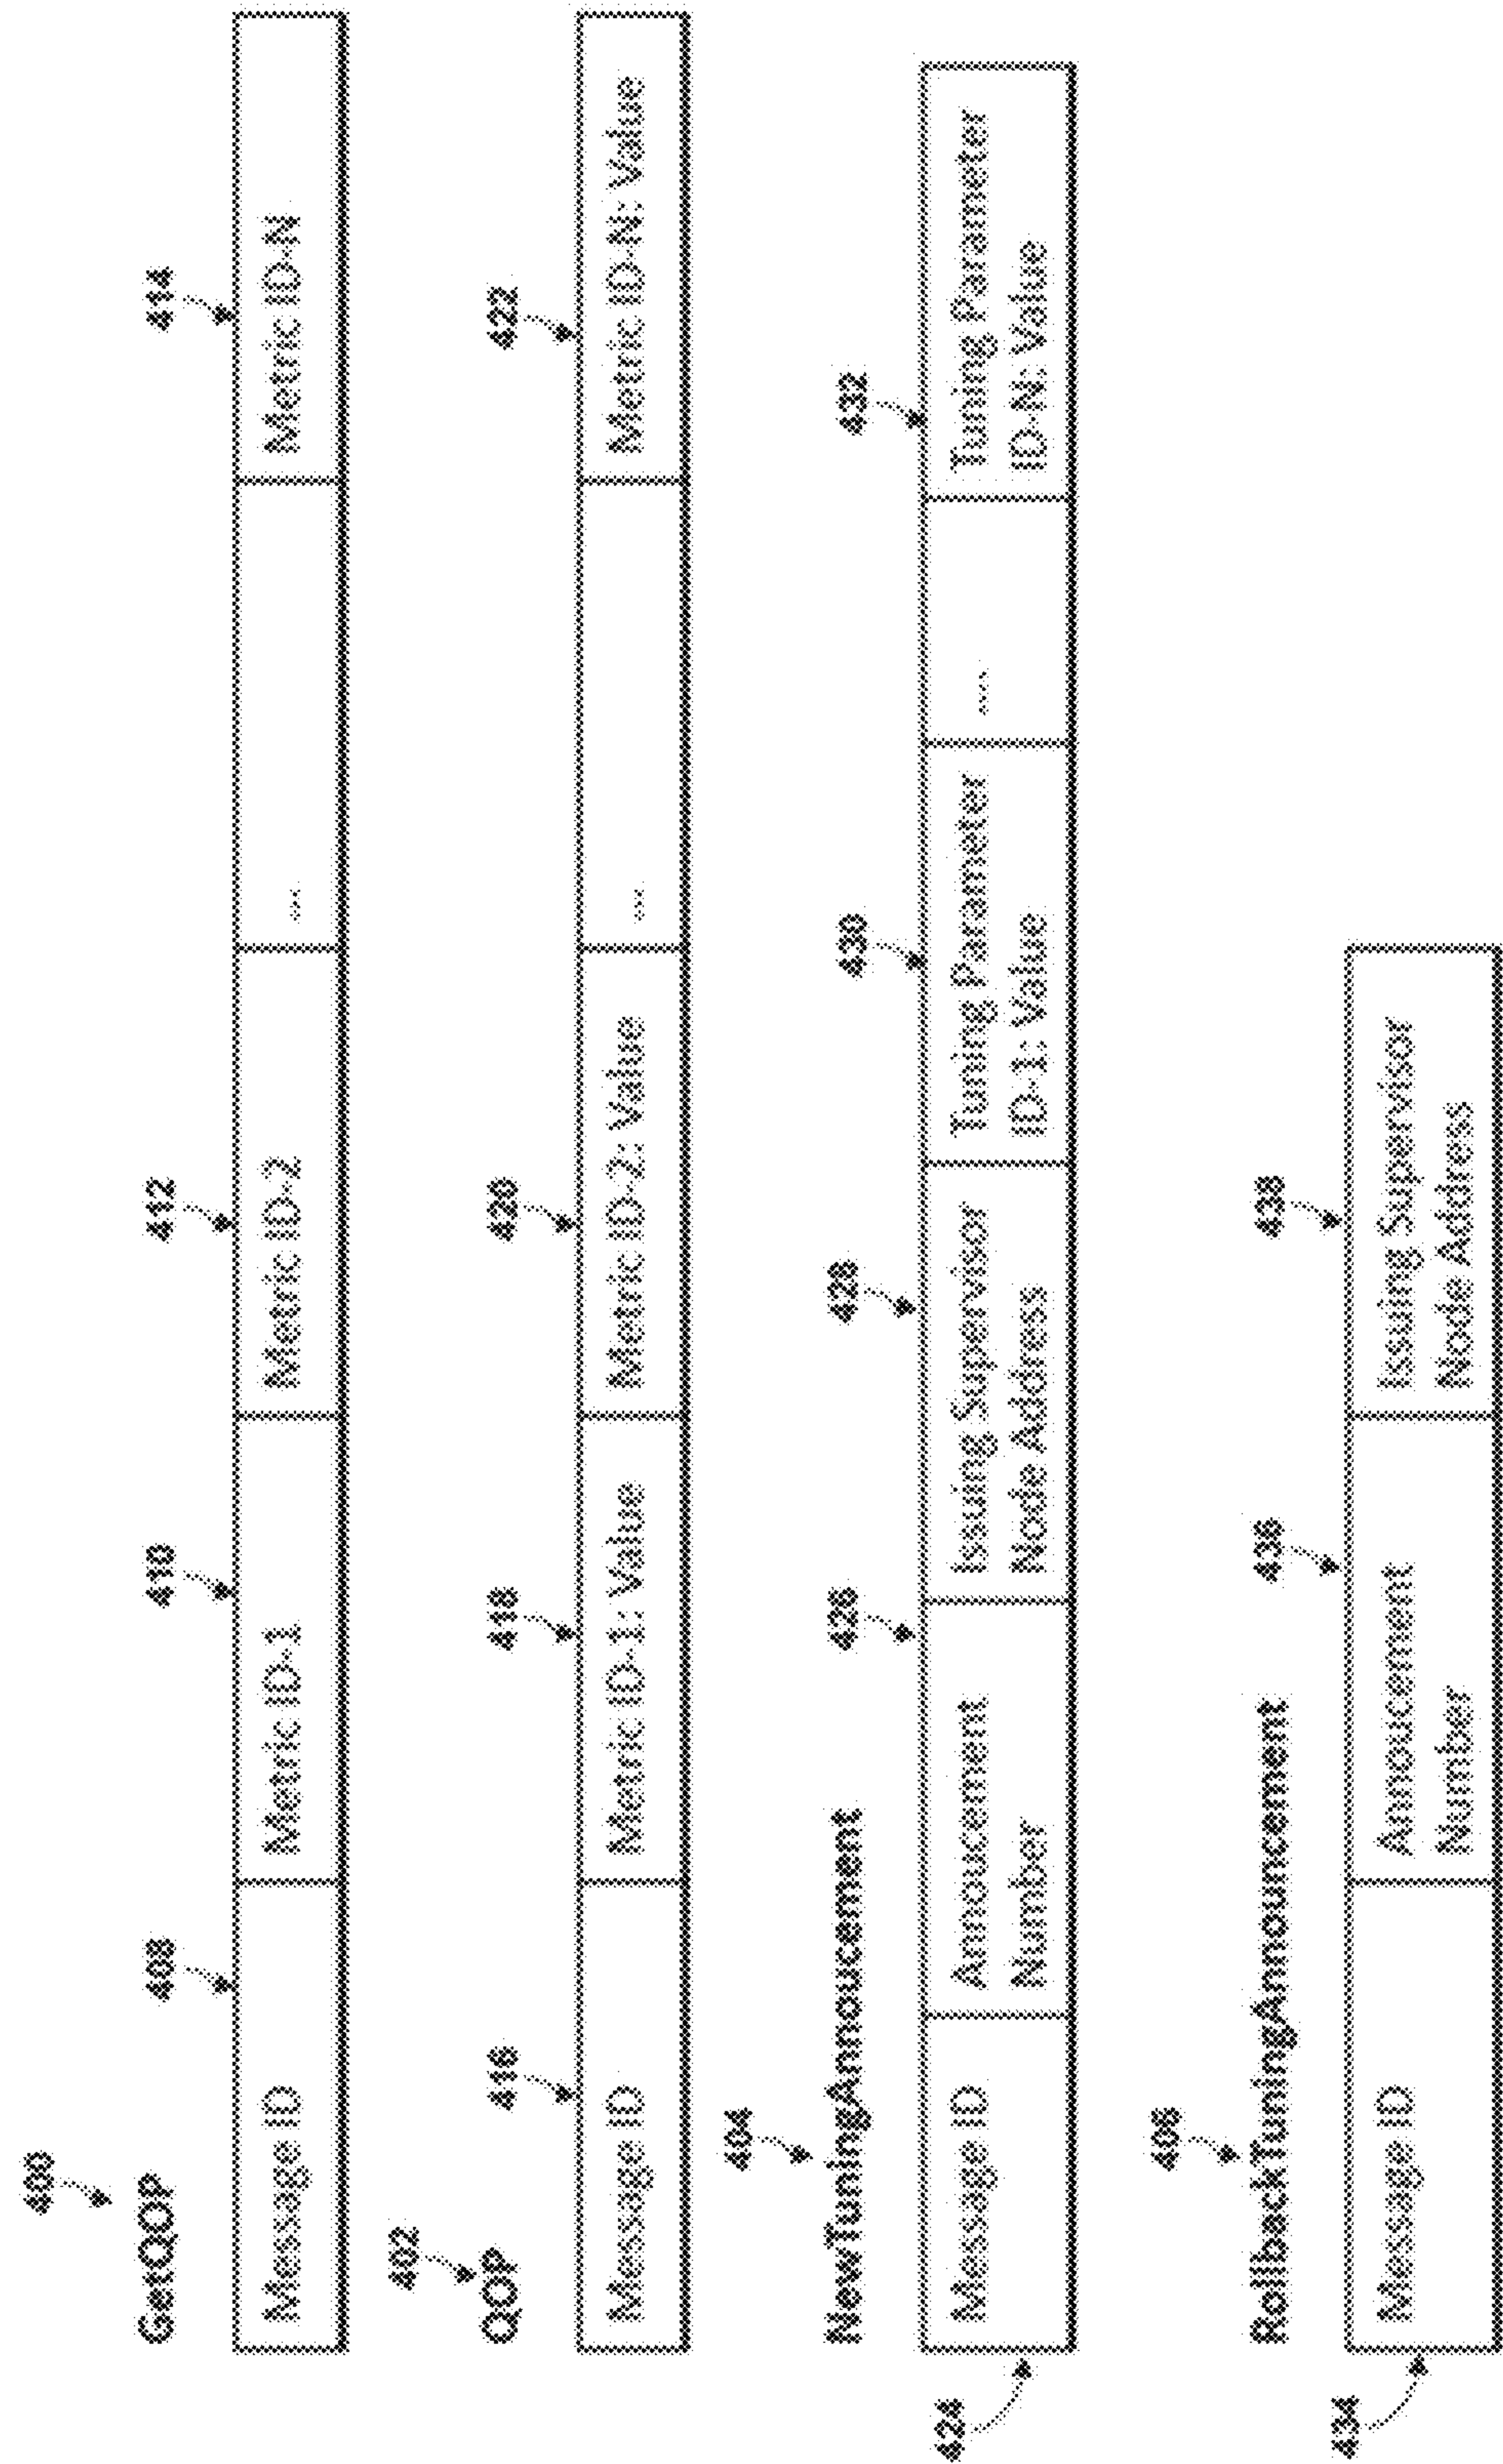 400
GetQOP
408
410
412
414
Message ID
Metric ID-1
Metric ID-2
...
Metric ID-N
402
QOP
416
418
420
422
Message ID
Metric ID-1: Value
Metric ID-2: Value
...
Metric ID-N: Value
404
NewTuningAnnoucement
426
428
430
432
424
Message ID
Annoucement
Number
Issuing Supervisor
Node Address
Tuning Parameter
ID-1: Value
....
Tuning Parameter
ID-N: Value
406
RollbackTuningAnnouncement
436
438
434
Message ID
Annoucement
Number
Issuing Supervisor
Node Address